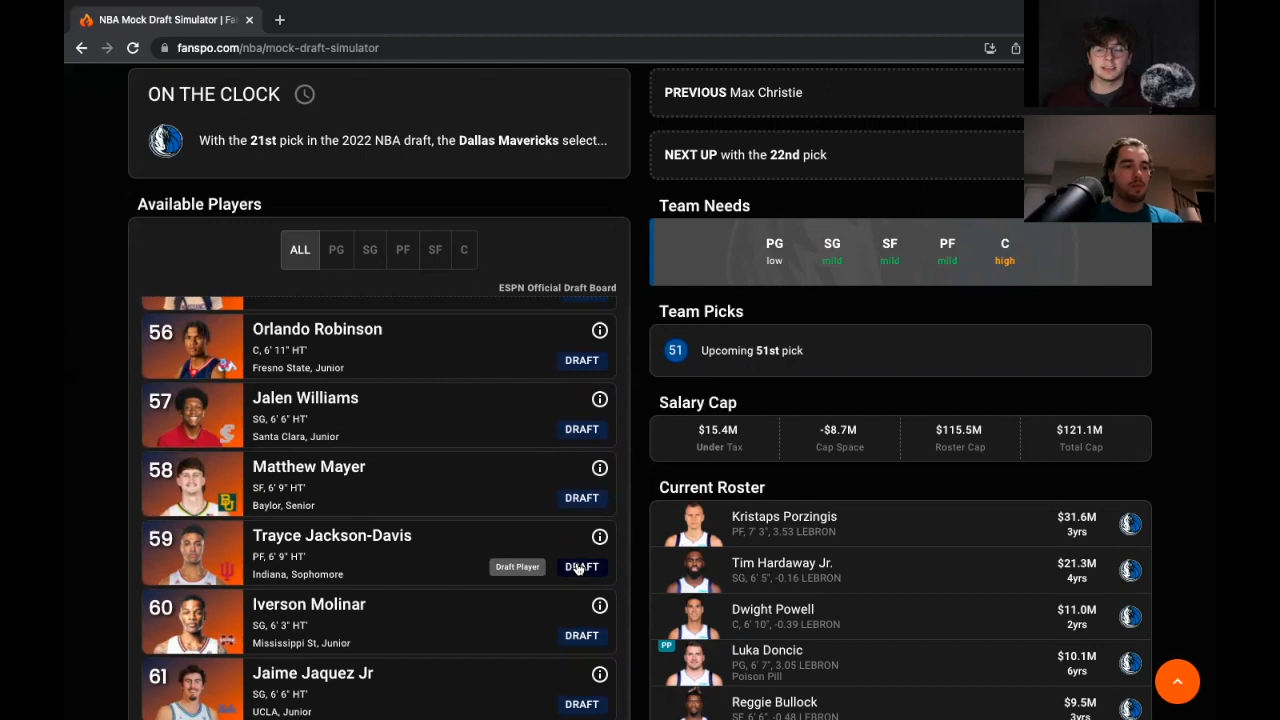 NBA Mock Draft Simulator | Fa
fanspo.com/nba/mock-draft-simulator
ON THE CLOCK
With the 21st pick in the 2022 NBA draft, the Dallas Mavericks select...
PREVIOUS Max Christie
NEXT UP with the 22nd pick
Available Players
ALL PG SG PF SF C
ESPN Official Draft Board
56 Orlando Robinson
C, 6' 11" HT'
Fresno State, Junior
DRAFT
57 Jalen Williams
SG, 6' 6" HT'
Santa Clara, Junior
DRAFT
58 Matthew Mayer
SF, 6' 9" HT'
Baylor, Senior
DRAFT
59 Trayce Jackson-Davis
PF, 6' 9" HT'
Indiana, Sophomore
Draft Player
DRAFT
60 Iverson Molinar
SG, 6' 3" HT'
Mississippi St, Junior
DRAFT
61 Jaime Jaquez Jr
SG, 6' 6" HT'
UCLA, Junior
DRAFT
Team Needs
PG SG SF PF C
low mild mild mild high
Team Picks
51 Upcoming 51st pick
Salary Cap
$15.4M -$8.7M $115.5M $121.1M
Under Tax Cap Space Roster Cap Total Cap
Current Roster
Kristaps Porzingis $31.6M
PF, 7' 3", 3.53 LEBRON 3yrs
Tim Hardaway Jr. $21.3M
SG, 6' 5", -0.16 LEBRON 4yrs
Dwight Powell $11.0M
C, 6' 10", -0.39 LEBRON 2yrs
PP
Luka Doncic $10.1M
PG, 6' 7", 3.05 LEBRON 6yrs
Poison Pill
Reggie Bullock $9.5M
SF, 6' 6", -0.48 LEBRON 3yrs